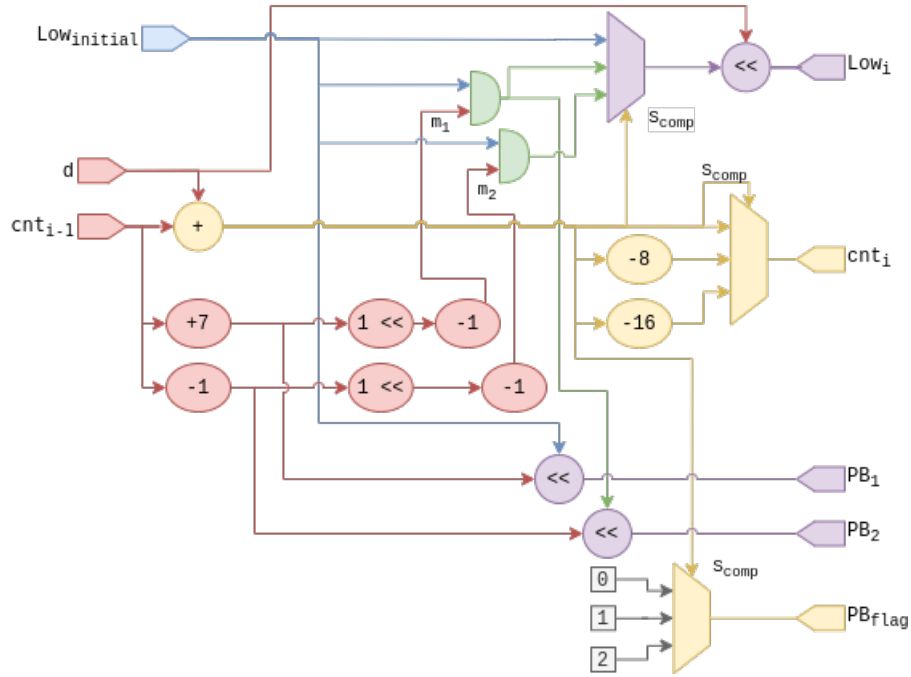 Low_initial
<<
Low_i
m_1
S_comp
d
m_2
S_comp
cnt_{i-1}
+
-8
cnt_i
+7
1 <<
-1
-16
-1
1 <<
-1
<<
PB_1
<<
PB_2
S_comp
0
1
PB_flag
2